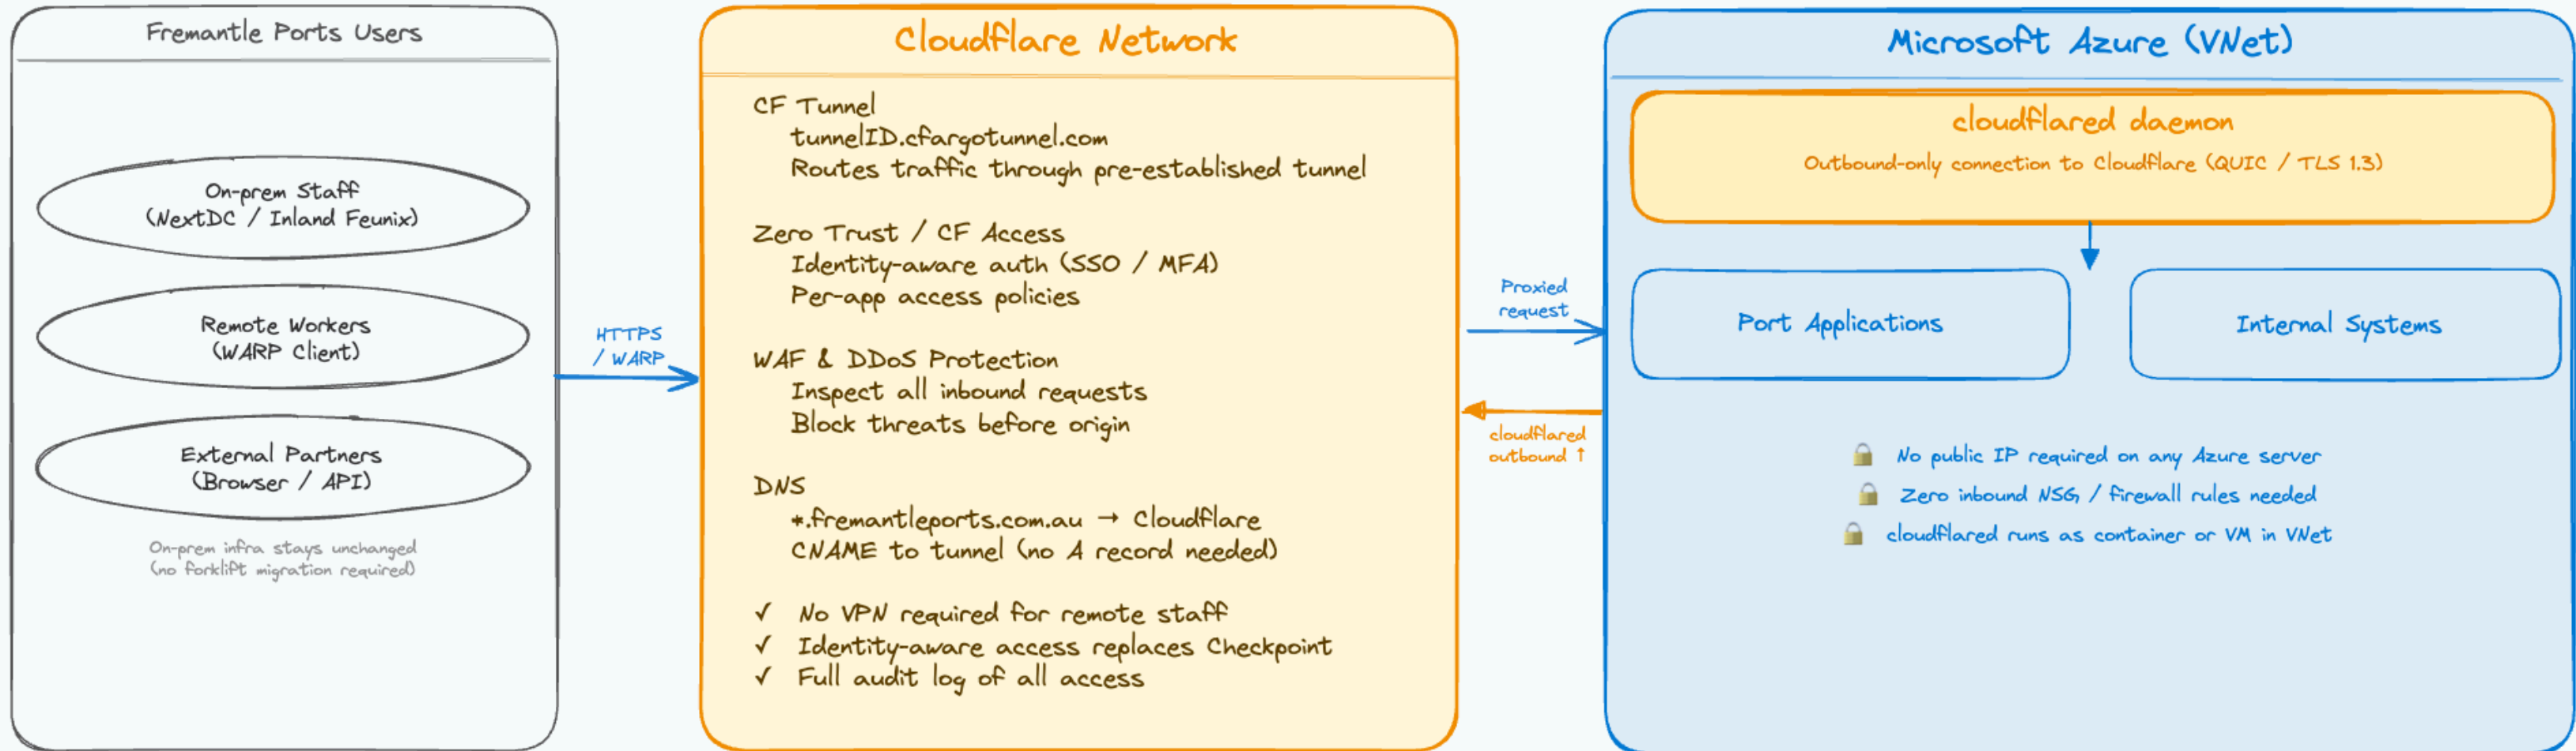 Fremantle Ports Users
On-prem Staff
(NextDC / Inland Feunix)
Remote Workers
(WARP Client)
External Partners
(Browser / API)
On-prem infra stays unchanged
(no forklift migration required)
HTTPS
/ WARP
Cloudflare Network
CF Tunnel
tunnelID.cfargotunnel.com
Routes traffic through pre-established tunnel
Zero Trust / CF Access
Identity-aware auth (SSO / MFA)
Per-app access policies
WAF & DDoS Protection
Inspect all inbound requests
Block threats before origin
DNS
*.fremantleports.com.au → Cloudflare
CNAME to tunnel (no A record needed)
✓ No VPN required for remote staff
✓ Identity-aware access replaces Checkpoint
✓ Full audit log of all access
Proxied
request
cloudflared
outbound ↑
Microsoft Azure (VNet)
cloudflared daemon
Outbound-only connection to Cloudflare (QUIC / TLS 1.3)
Port Applications
Internal Systems
🔒 No public IP required on any Azure server
🔒 Zero inbound NSG / firewall rules needed
🔒 cloudflared runs as container or VM in VNet